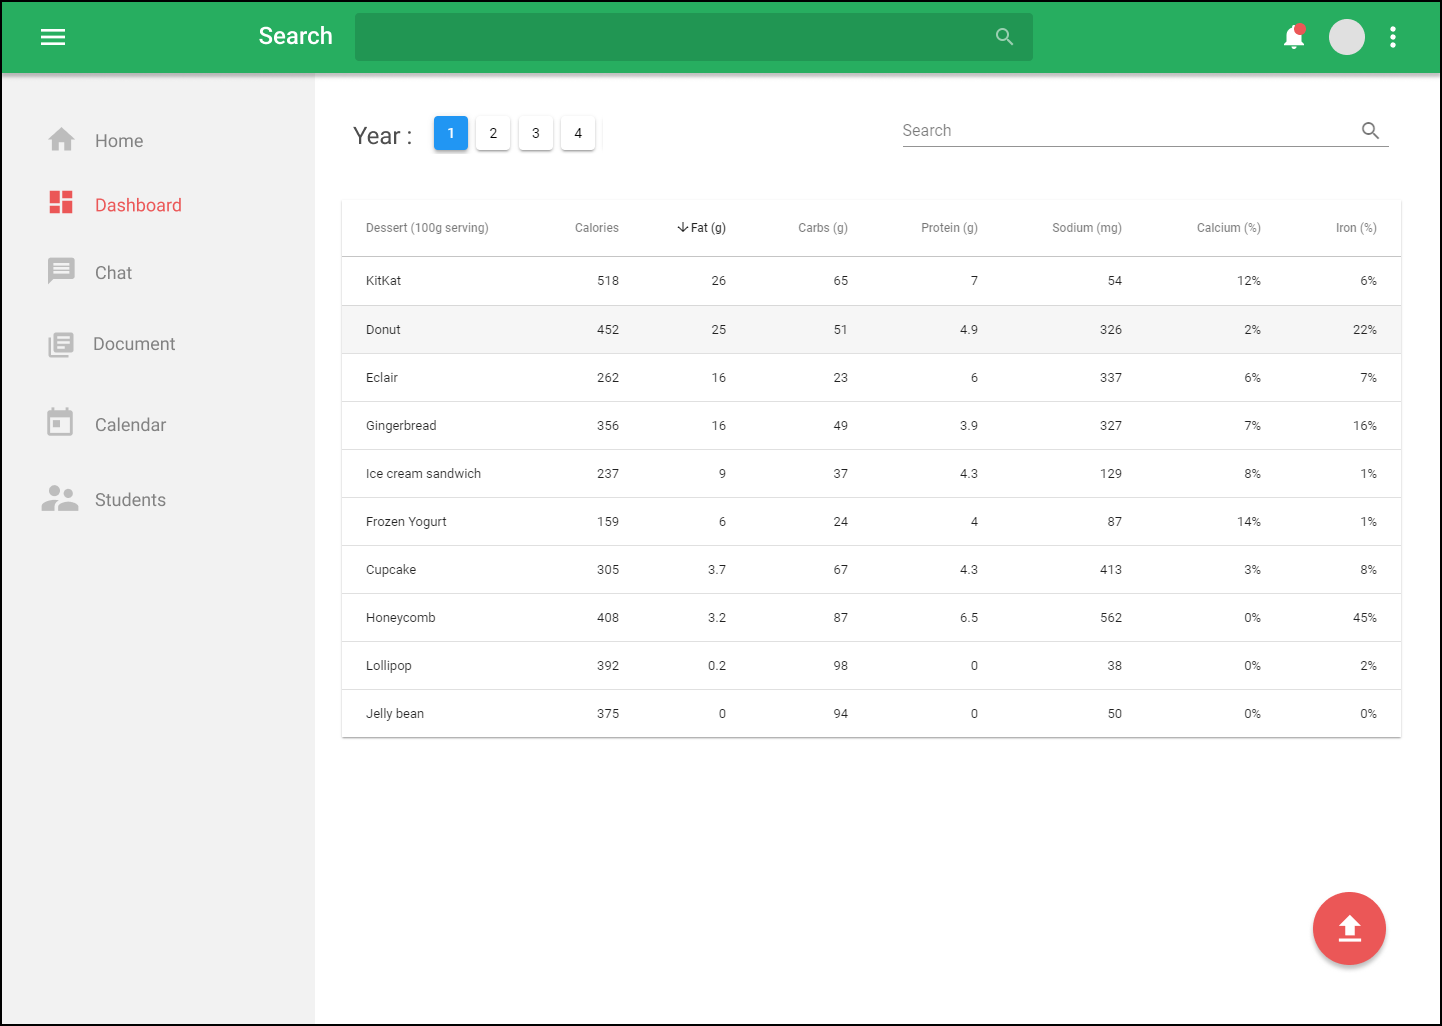 Search
Home
Dashboard
Chat
Document
Calendar
Students
Year : 1 2 3 4
Search
Dessert (100g serving) Calories Fat (g) Carbs (g) Protein (g) Sodium (mg) Calcium (%) Iron (%)
KitKat 518 26 65 7 54 12% 6%
Donut 452 25 51 4.9 326 2% 22%
Eclair 262 16 23 6 337 6% 7%
Gingerbread 356 16 49 3.9 327 7% 16%
Ice cream sandwich 237 9 37 4.3 129 8% 1%
Frozen Yogurt 159 6 24 4 87 14% 1%
Cupcake 305 3.7 67 4.3 413 3% 8%
Honeycomb 408 3.2 87 6.5 562 0% 45%
Lollipop 392 0.2 98 0 38 0% 2%
Jelly bean 375 0 94 0 50 0% 0%